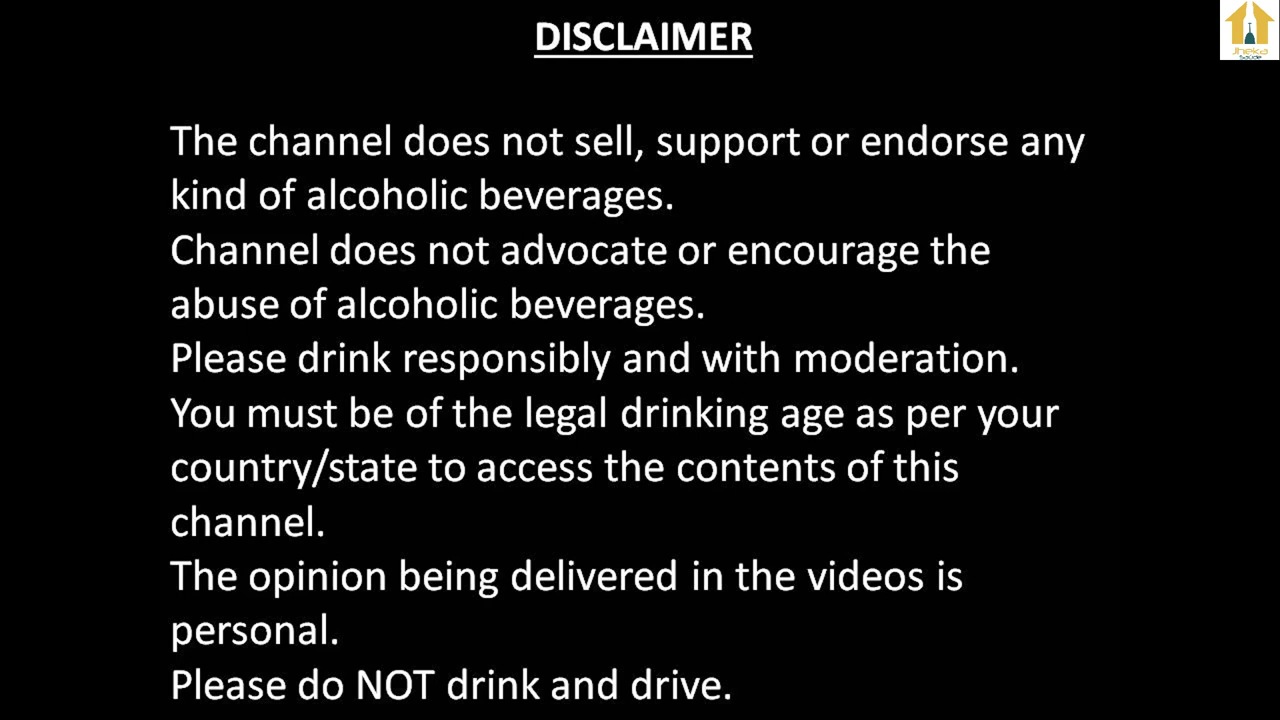 DISCLAIMER
Jheka
Saúde
The channel does not sell, support or endorse any
kind of alcoholic beverages.
Channel does not advocate or encourage the
abuse of alcoholic beverages.
Please drink responsibly and with moderation.
You must be of the legal drinking age as per your
country/state to access the contents of this
channel.
The opinion being delivered in the videos is
personal.
Please do NOT drink and drive.